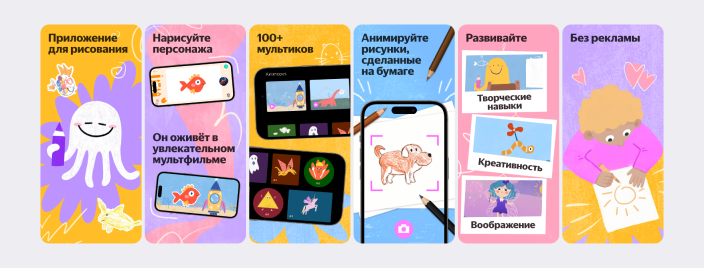 Приложение
для рисования
Нарисуйте
персонажа
Он оживёт в
увлекательном
мультфильме
100+
мультиков
Анимируйте
рисунки,
сделанные
на бумаге
Развивайте
Творческие
навыки
Креативность
Воображение
Без рекламы